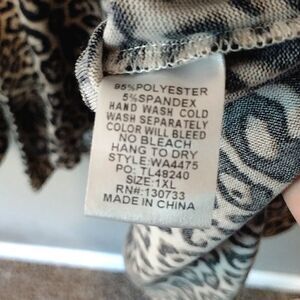 95%POLYESTER
5%SPANDEX
HAND WASH COLD
WASH SEPARATELY
COLOR WILL BLEED
NO BLEACH
HANG TO DRY
STYLE:WA4475
PO: TL49240
SIZE:1XL
RN#:130733
MADE IN CHINA